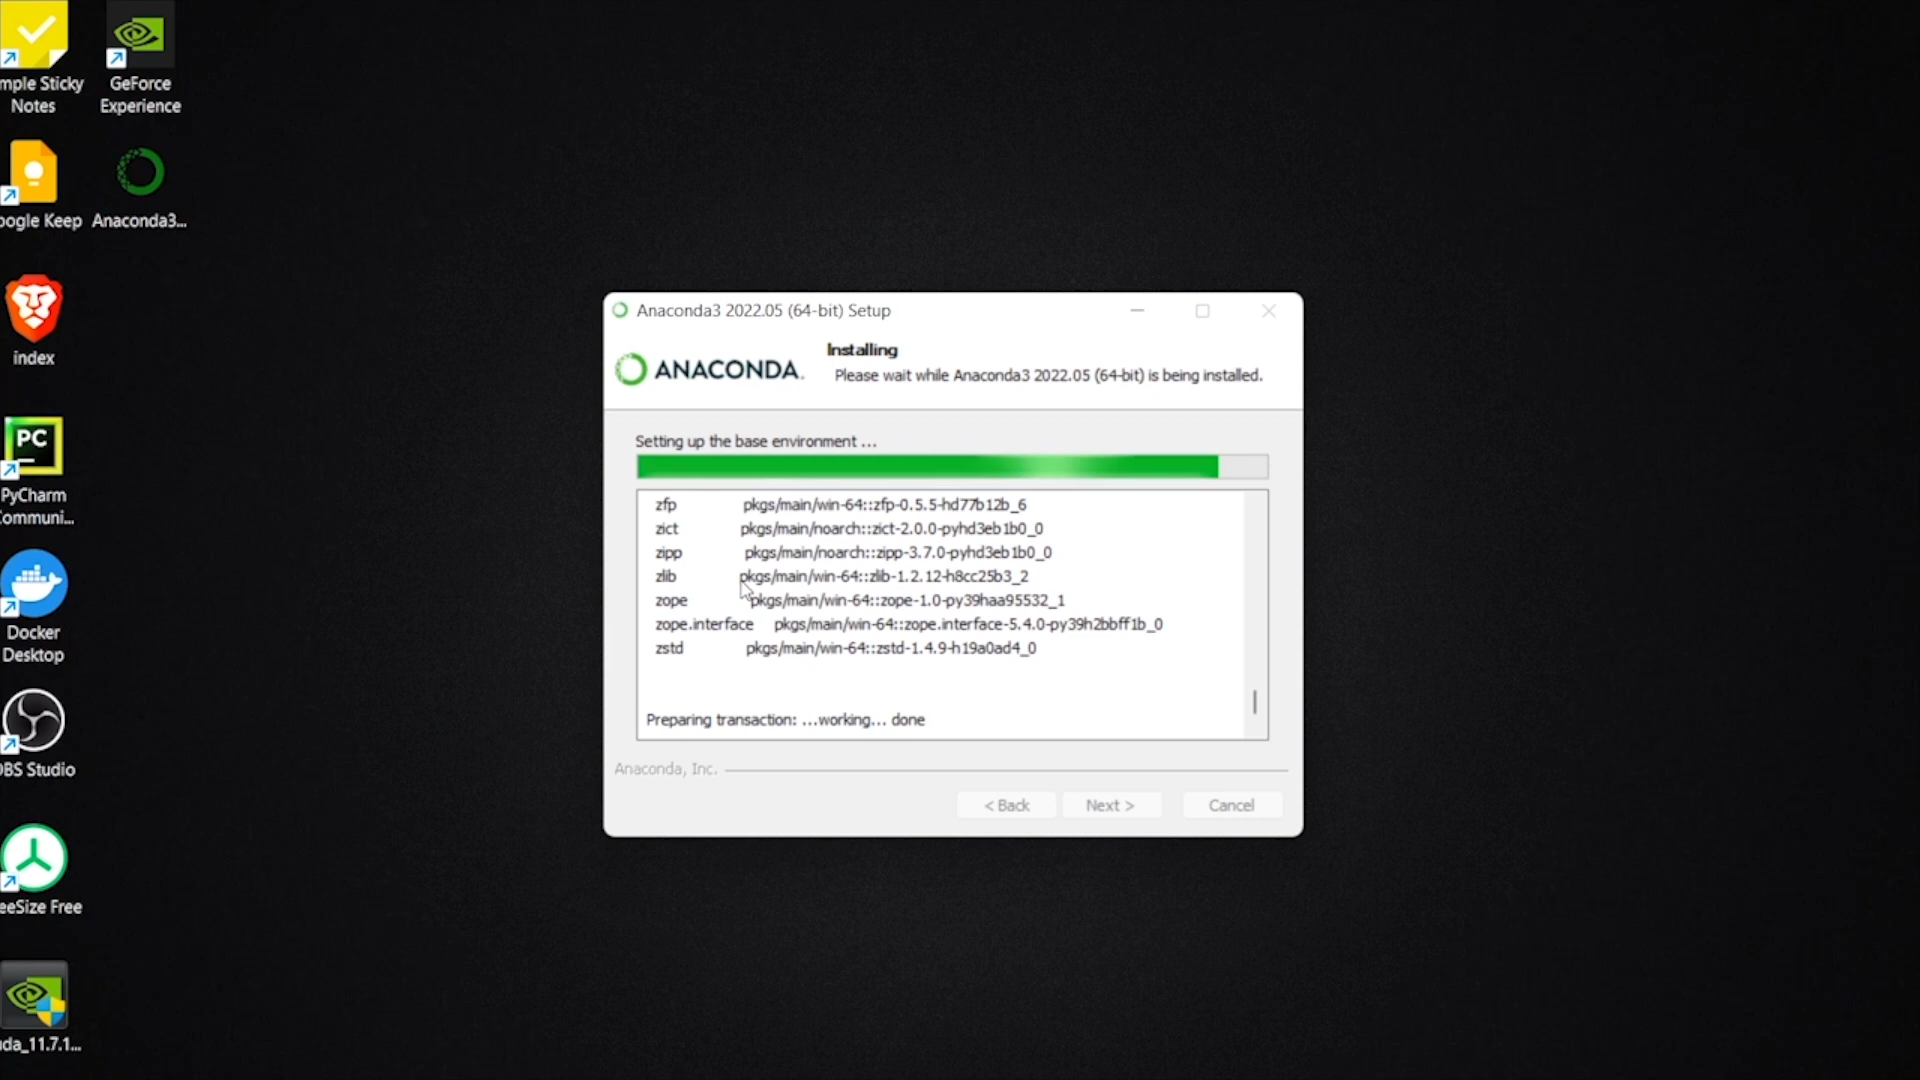 mple Sticky
Notes
GeForce
Experience
oogle Keep
Anaconda3...
index
PC
PyCharm
Communi...
Docker
Desktop
OBS Studio
eeSize Free
da_11.7.1...
Anaconda3 2022.05 (64-bit) Setup
ANACONDA.
Installing
Please wait while Anaconda3 2022.05 (64-bit) is being installed.
Setting up the base environment ...
zfp pkgs/main/win-64::zfp-0.5.5-hd77b12b_6
zict pkgs/main/noarch::zict-2.0.0-pyhd3eb1b0_0
zipp pkgs/main/noarch::zipp-3.7.0-pyhd3eb1b0_0
zlib pkgs/main/win-64::zlib-1.2.12-h8cc25b3_2
zope pkgs/main/win-64::zope-1.0-py39haa95532_1
zope.interface pkgs/main/win-64::zope.interface-5.4.0-py39h2bbff1b_0
zstd pkgs/main/win-64::zstd-1.4.9-h19a0ad4_0
Preparing transaction: ...working... done
Anaconda, Inc.
< Back
Next >
Cancel